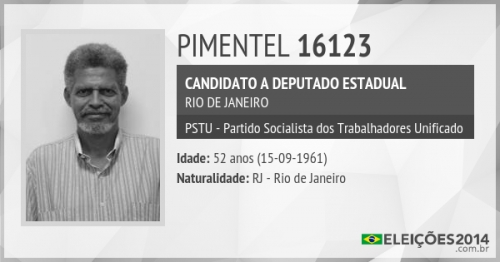 PIMENTEL 16123
CANDIDATO A DEPUTADO ESTADUAL
RIO DE JANEIRO
PSTU - Partido Socialista dos Trabalhadores Unificado
Idade: 52 anos (15-09-1961)
Naturalidade: RJ - Rio de Janeiro
ELEIÇÕES2014
.com.br